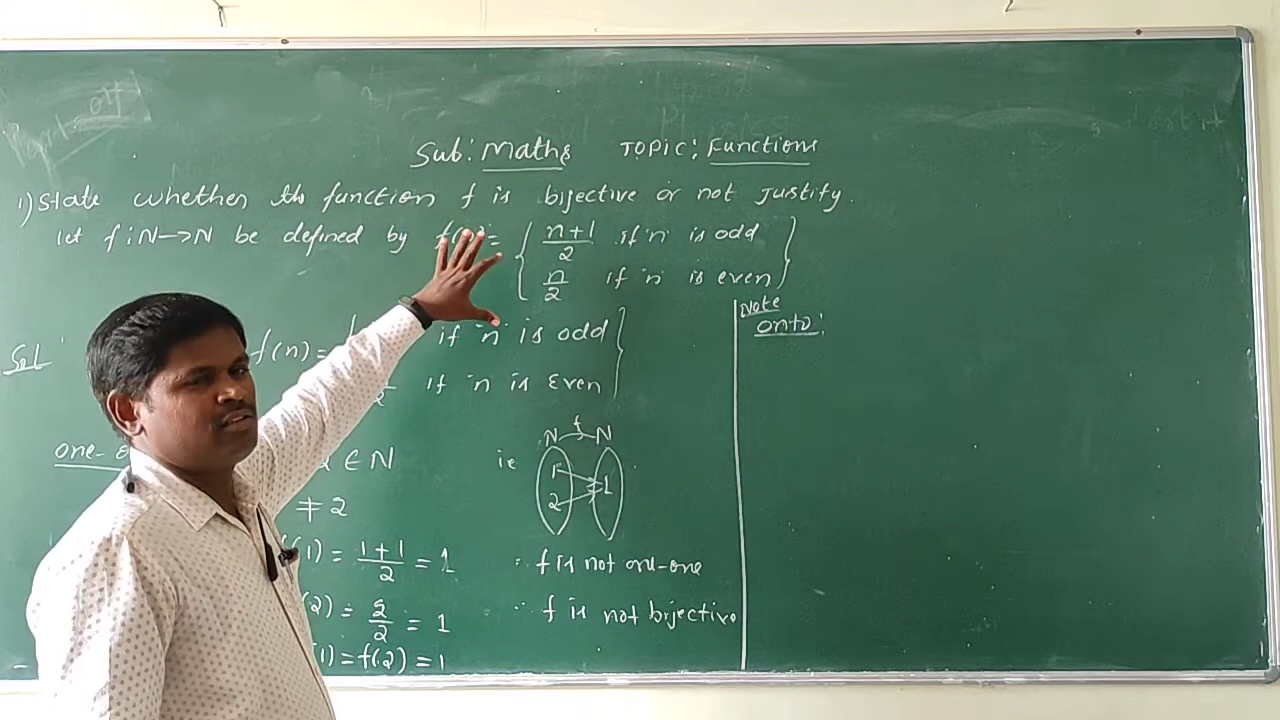 Sub: Maths TOPIC: Functions
1) State whether the function f is bijective or not Justify.
let f:N→N be defined by f( )= { n+1/2 if 'n' is odd
n/2 if 'n' is even }
Sol:
f(n)= if 'n' is odd
2 if 'n' is Even }
one-
2 ∈ N
≠ 2
(1) = 1+1/2 = 1
(2) = 2/2 = 1
(1) = f(2) = 1
ie
N f N
1 1
2
∴ f is not one-one
∴ f is not bijective
Note
onto: